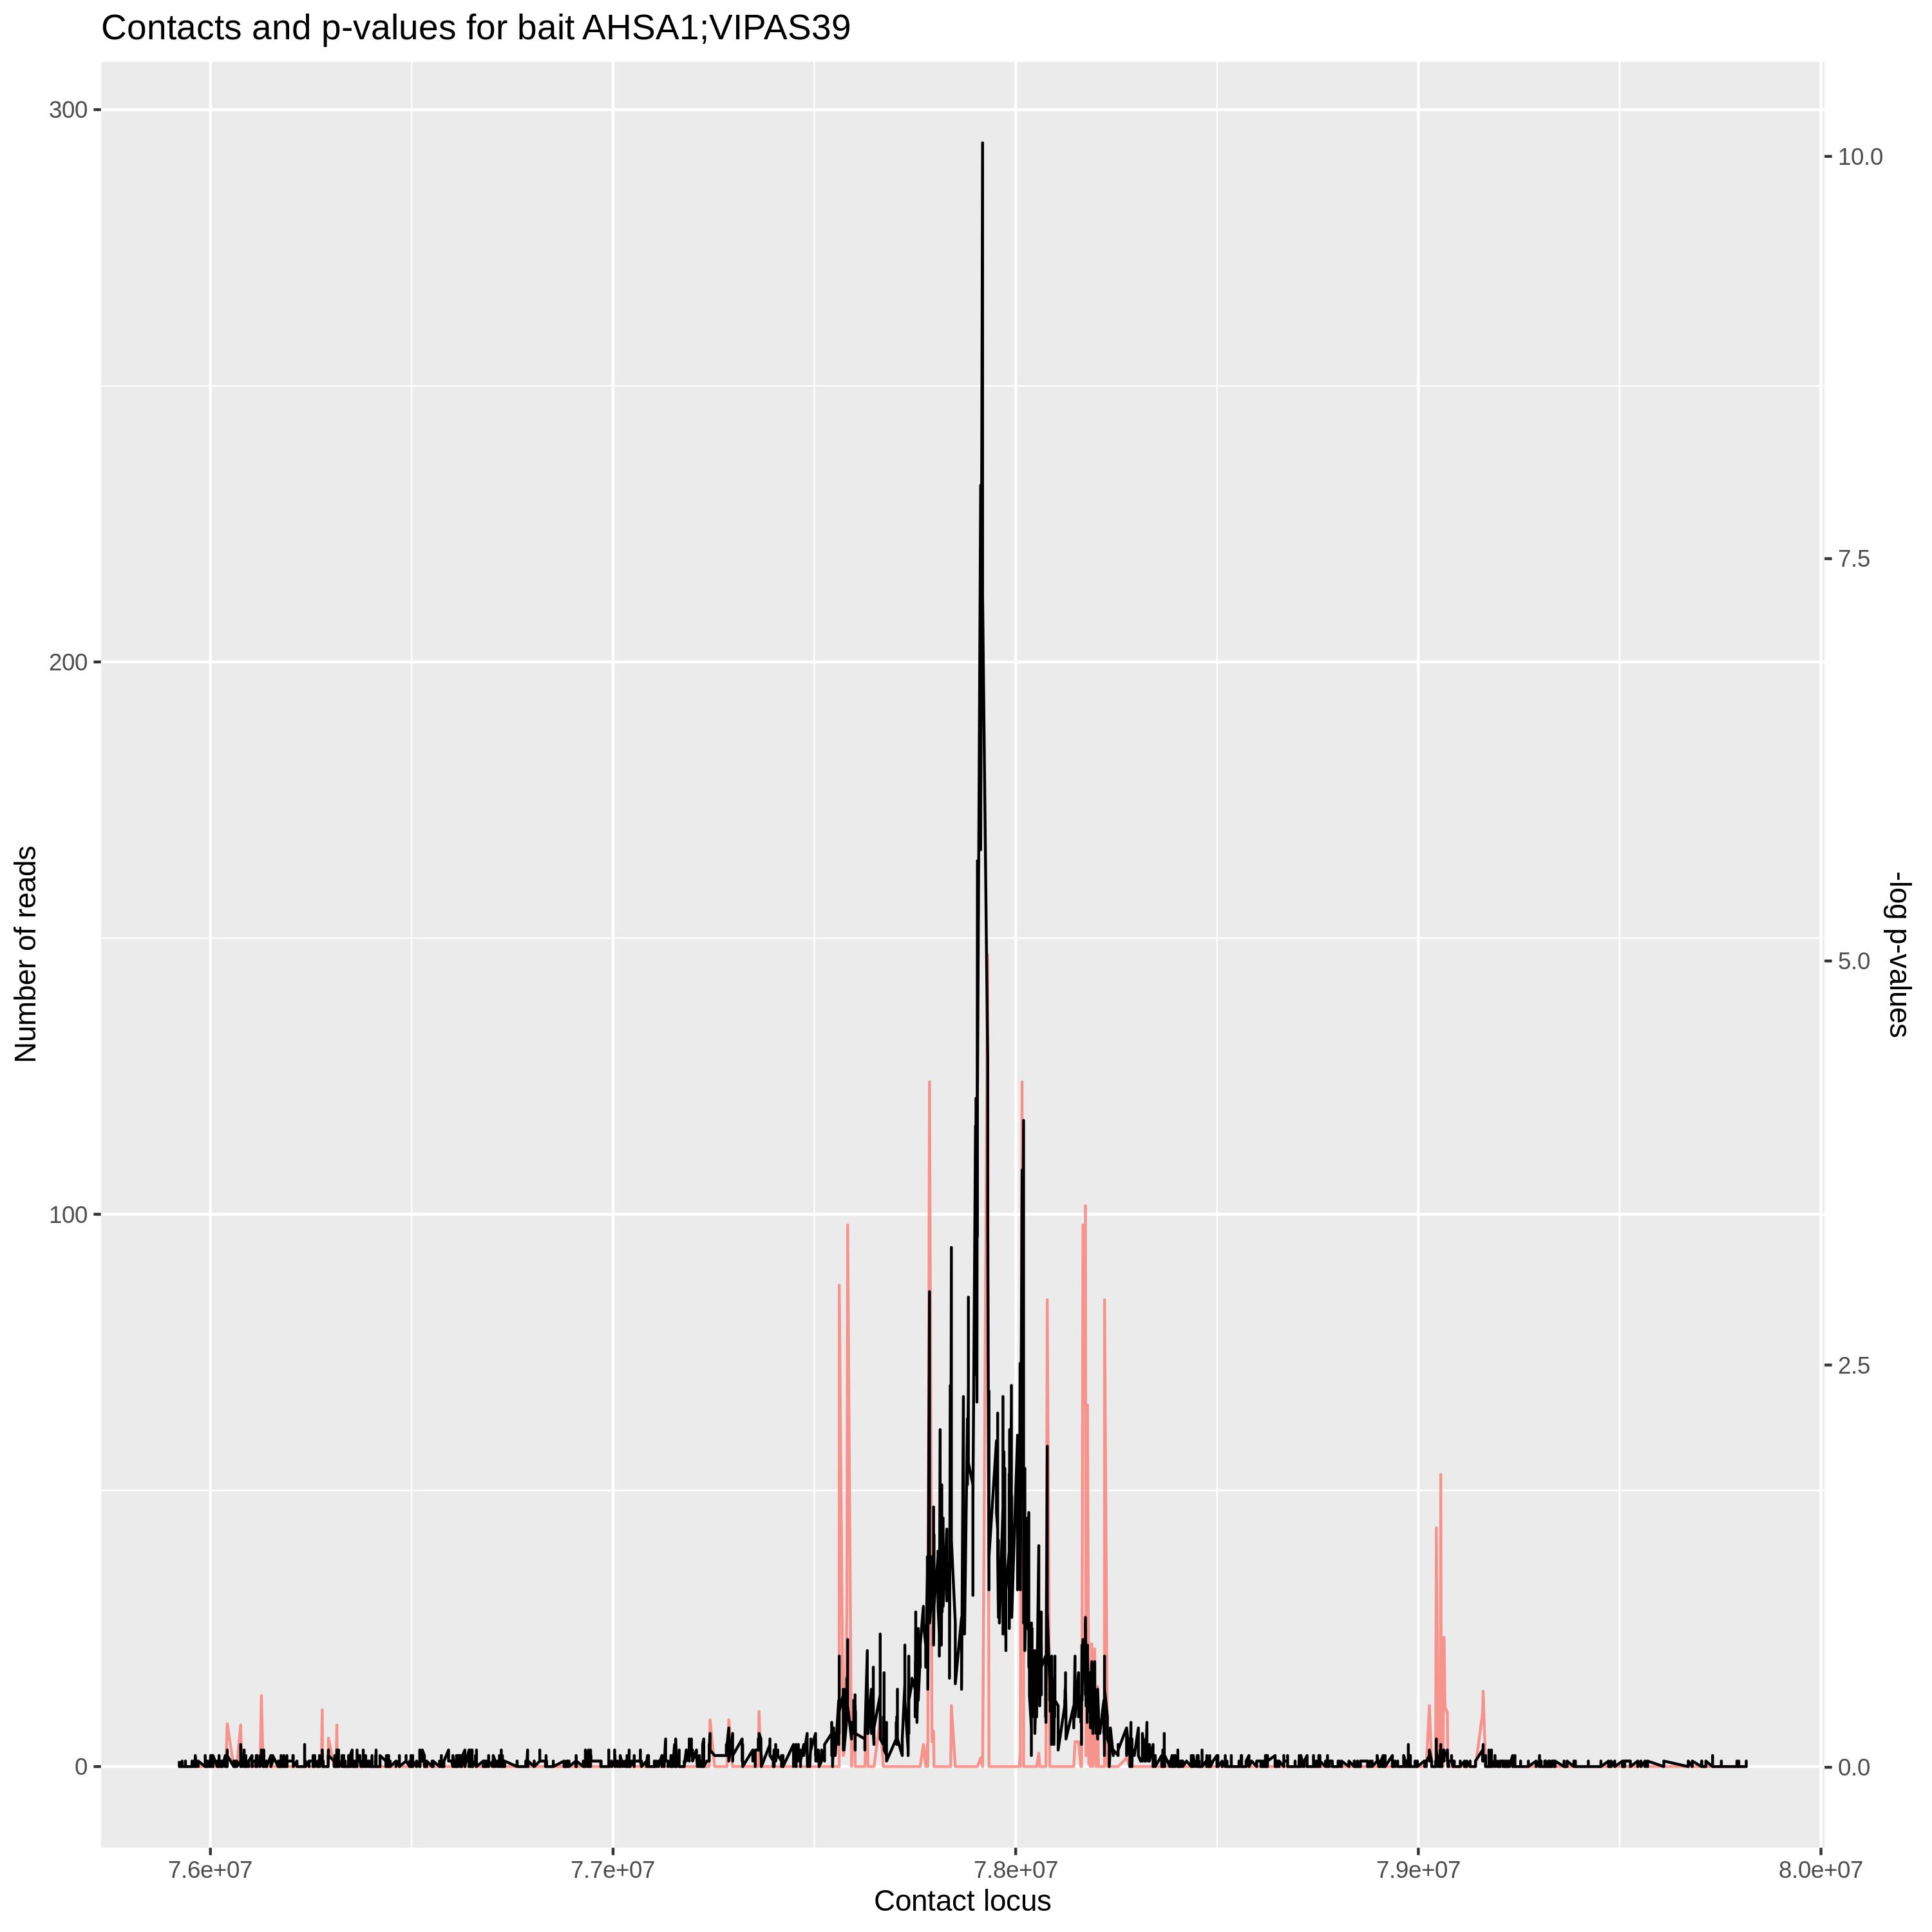 Contacts and p-values for bait AHSA1;VIPAS39
300
200
100
0
Number of reads
10.0
7.5
5.0
2.5
0.0
-log p-values
7.6e+07
7.7e+07
7.8e+07
7.9e+07
8.0e+07
Contact locus